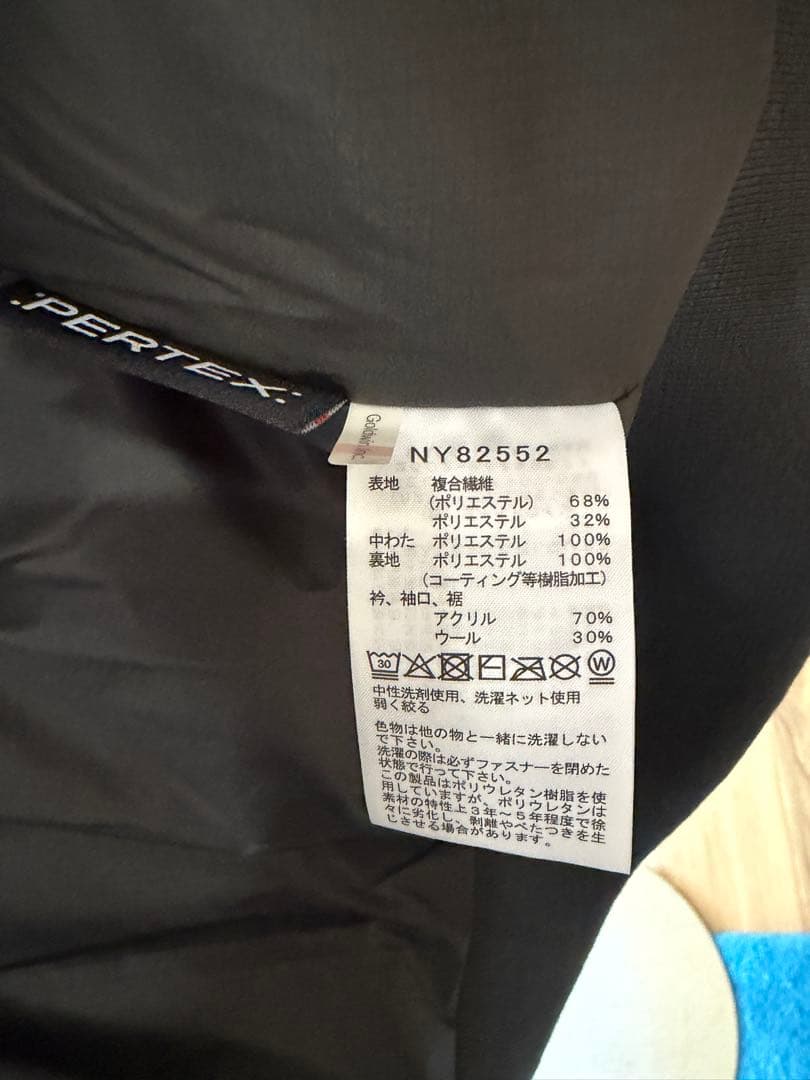 :PERTEX:
Goldwin Inc.
NY82552
表地 複合繊維
(ポリエステル) 68%
ポリエステル 32%
中わた ポリエステル 100%
裏地 ポリエステル 100%
(コーティング等樹脂加工)
衿、袖口、裾
アクリル 70%
ウール 30%
30 W
中性洗剤使用、洗濯ネット使用
弱く絞る
色物は他の物と一緒に洗濯しない
で下さい。
洗濯の際は必ずファスナーを閉めた
状態で行って下さい。
この製品はポリウレタン樹脂を使
用していますが、ポリウレタンは
素材の特性上3年~5年程度で徐
々に劣化し、剥離やべたつきを生
じさせる場合があります。